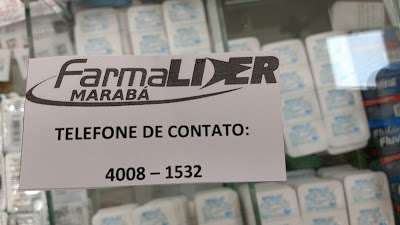 FarmaLIDER
MARABÁ
TELEFONE DE CONTATO:
4008 – 1532